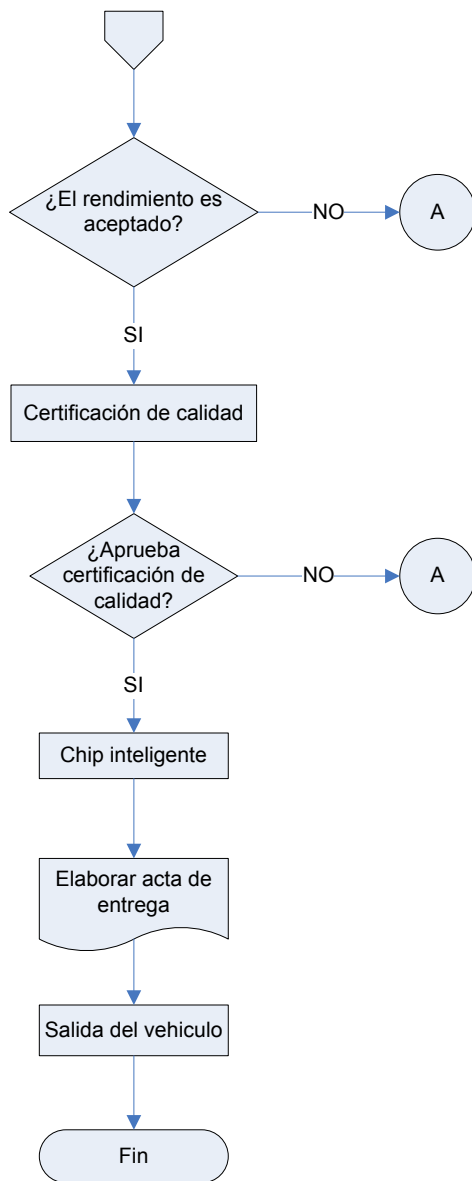 ¿El rendimiento es
aceptado?
NO
A
SI
Certificación de calidad
¿Aprueba
certificación de
calidad?
NO
A
SI
Chip inteligente
Elaborar acta de
entrega
Salida del vehiculo
Fin